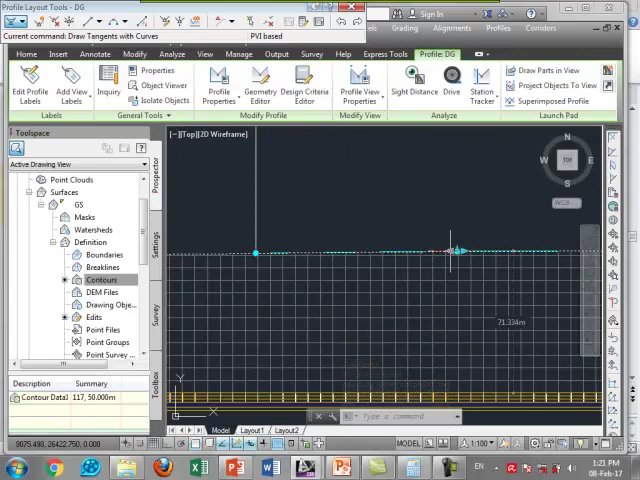 Profile Layout Tools - DG
Current command: Draw Tangents with Curves PVI based
Sign In
Grading Alignments Profiles Corridors
Home Insert Annotate Modify Analyze View Manage Output Survey Express Tools Profile: DG
Edit Profile Labels
Add View Labels
Labels
Inquiry
Properties
Object Viewer
Isolate Objects
General Tools
Profile Properties
Geometry Editor
Design Criteria Editor
Modify Profile
Profile View Properties
Modify View
Sight Distance
Drive
Station Tracker
Analyze
Draw Parts in View
Project Objects To View
Superimposed Profile
Launch Pad
Toolspace
Active Drawing View
Point Clouds
Surfaces
GS
Masks
Watersheds
Definition
Boundaries
Breaklines
Contours
DEM Files
Drawing Obje...
Edits
Point Files
Point Groups
Point Survey
Description Summary
Contour Data1 117, 50.000m
Prospector
Settings
Survey
Toolbox
[−][Top][2D Wireframe]
N
W TOP E
S
WCS
71.334m
Y
X
Type a command
Model Layout1 Layout2
9075.498, 26422.750, 0.000
MODEL
1:100
EN
1:21 PM
08-Feb-17